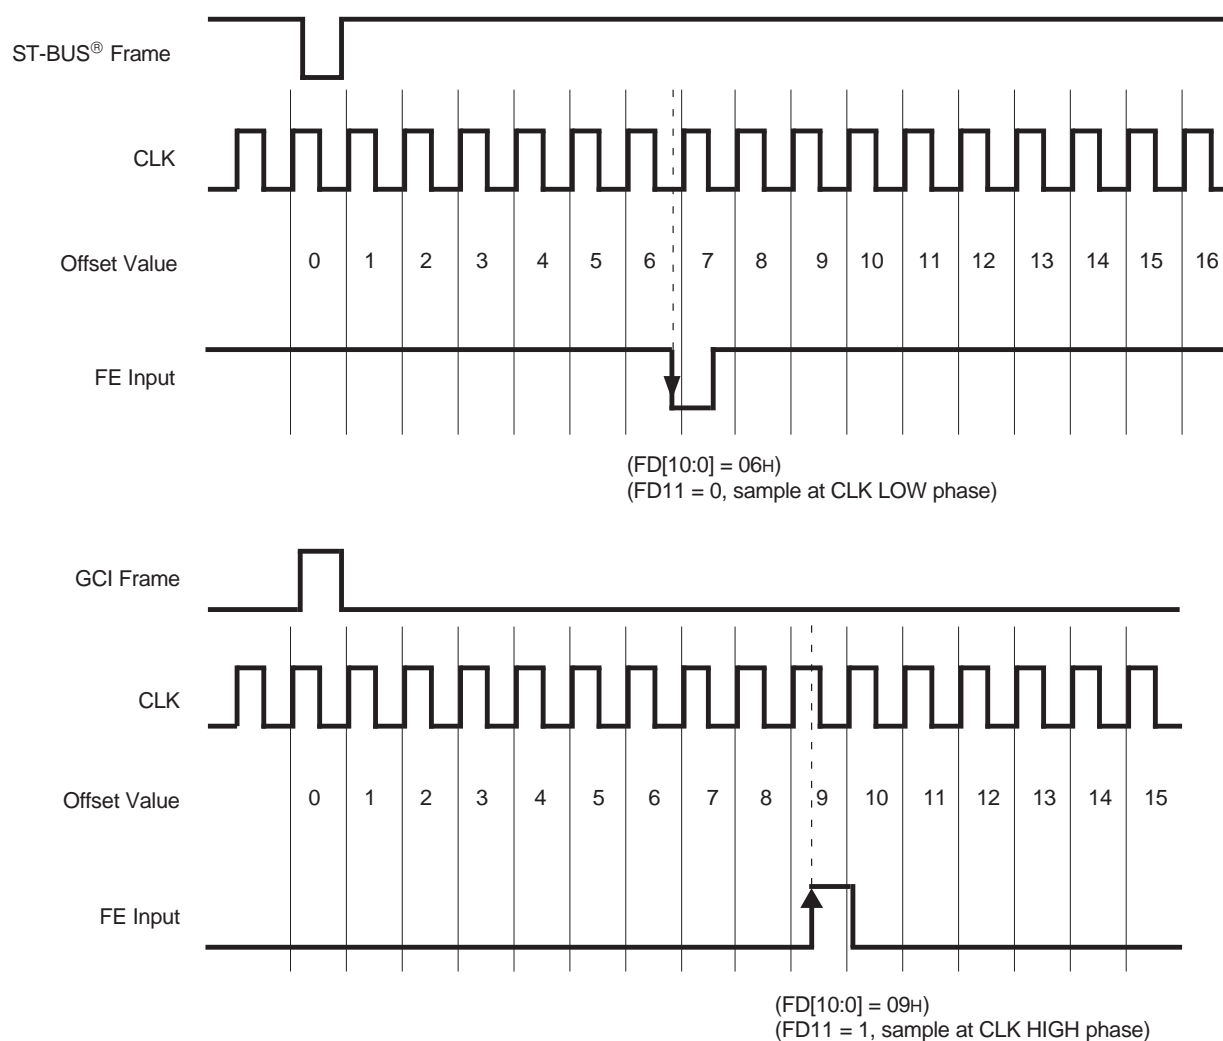 ST-BUS® Frame
CLK
Offset Value 0 1 2 3 4 5 6 7 8 9 10 11 12 13 14 15 16
FE Input
(FD[10:0] = 06H)
(FD11 = 0, sample at CLK LOW phase)
GCI Frame
CLK
Offset Value 0 1 2 3 4 5 6 7 8 9 10 11 12 13 14 15
FE Input
(FD[10:0] = 09H)
(FD11 = 1, sample at CLK HIGH phase)